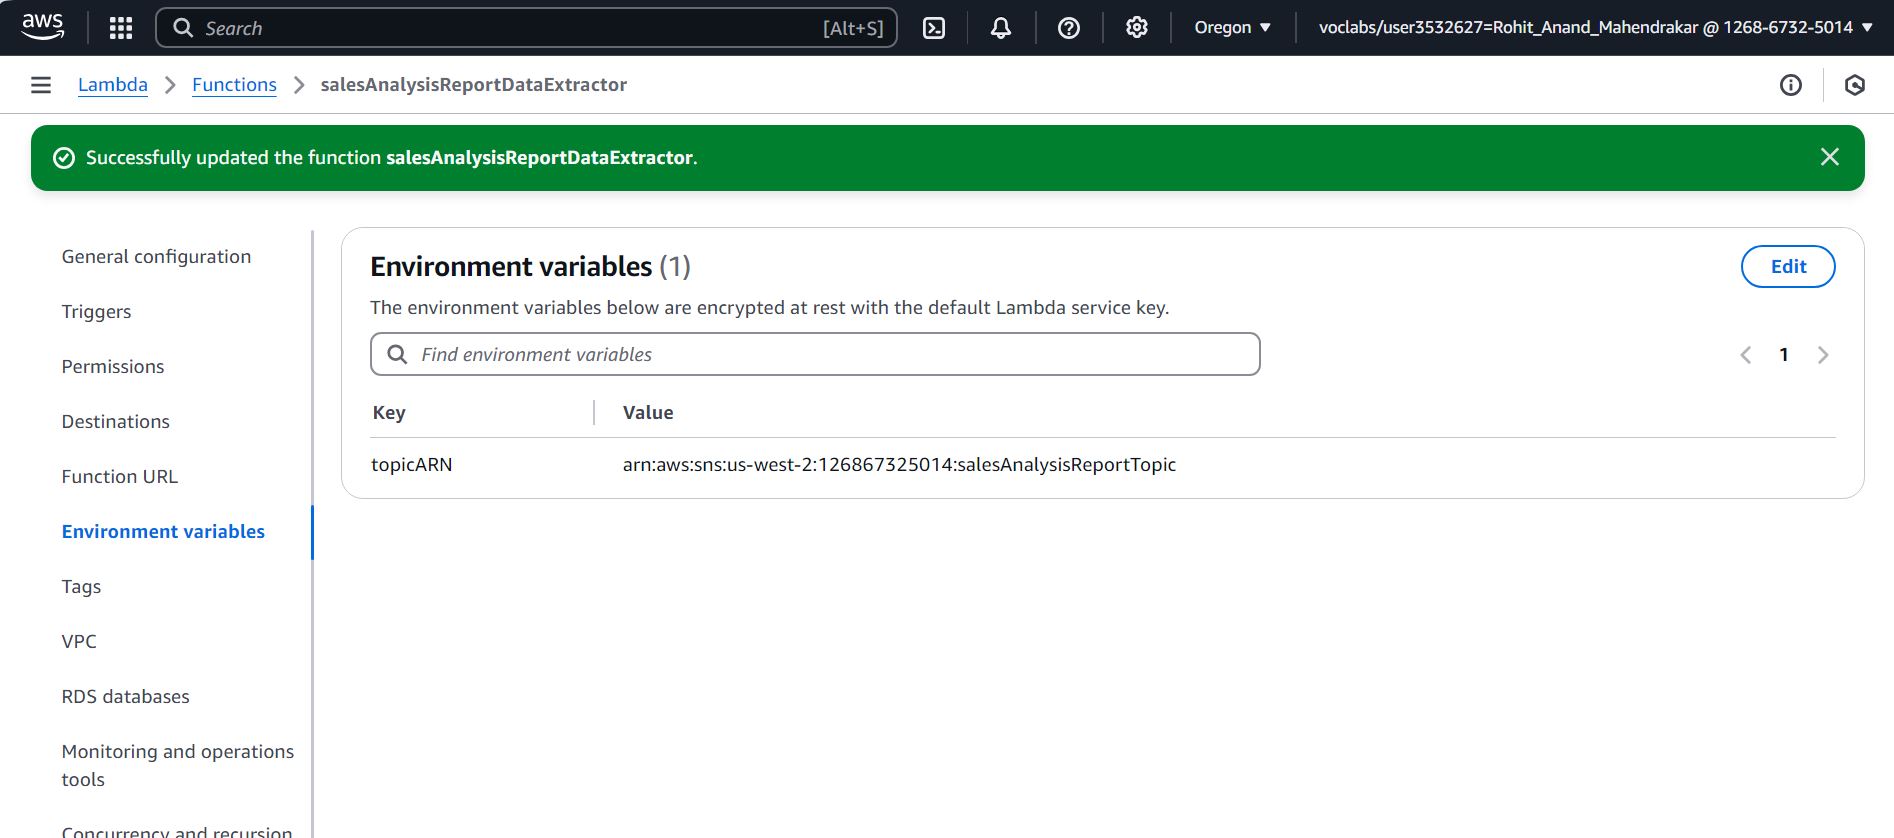 aws
Search [Alt+S] Oregon voclabs/user3532627=Rohit_Anand_Mahendrakar @ 1268-6732-5014
Lambda Functions salesAnalysisReportDataExtractor
Successfully updated the function salesAnalysisReportDataExtractor.
General configuration
Triggers
Permissions
Destinations
Function URL
Environment variables
Tags
VPC
RDS databases
Monitoring and operations
tools
Concurrency and recursion
Environment variables (1)
Edit
The environment variables below are encrypted at rest with the default Lambda service key.
Find environment variables
1
Key Value
topicARN arn:aws:sns:us-west-2:126867325014:salesAnalysisReportTopic